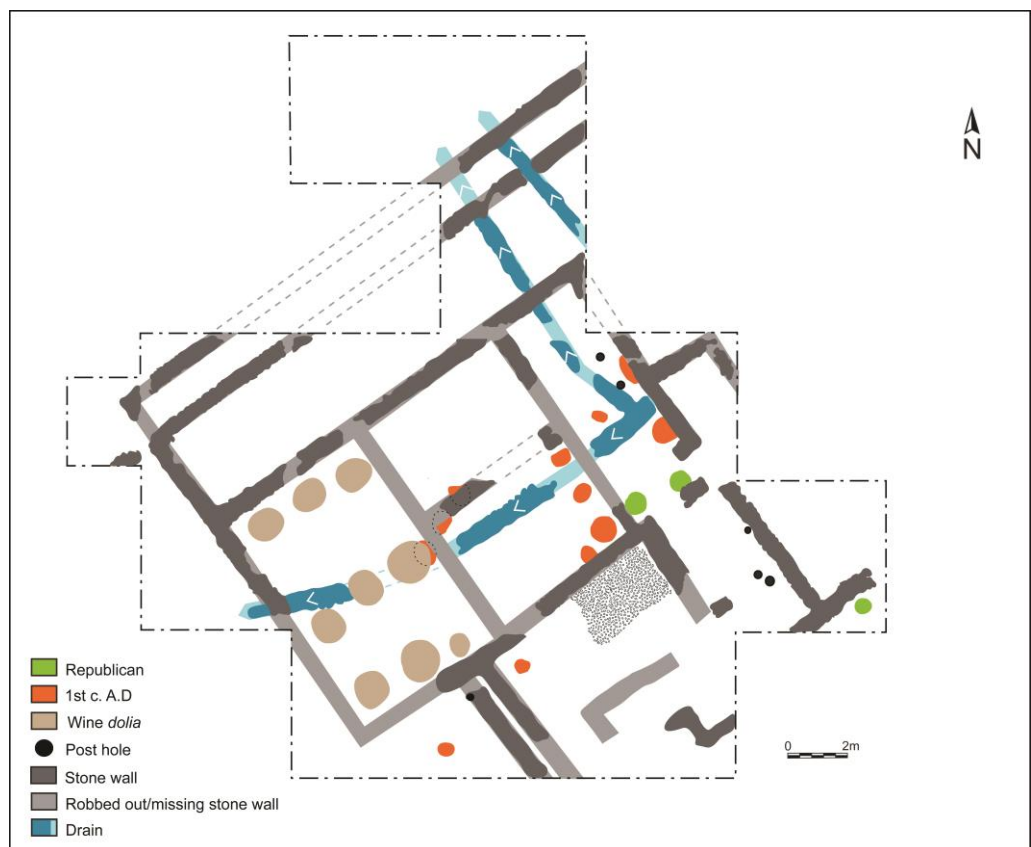 N
Republican
1st c. A.D
Wine dolia
Post hole
Stone wall
Robbed out/missing stone wall
Drain
0 2m